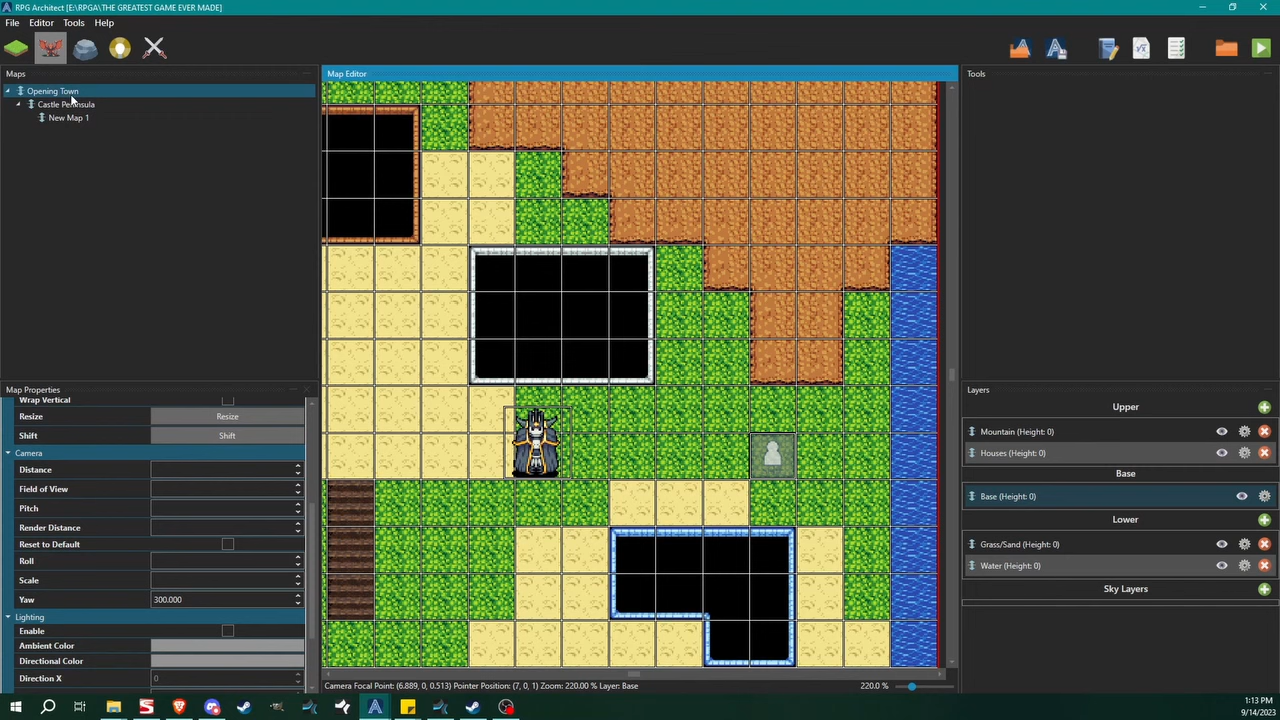 RPG Architect [E:\RPGA\THE GREATEST GAME EVER MADE]
File Editor Tools Help
Maps
Opening Town
Castle Peninsula
New Map 1
Map Editor
Tools
Map Properties
Wrap Vertical
Resize Resize
Shift Shift
Camera
Distance
Field of View
Pitch
Render Distance
Reset to Default
Roll
Scale
Yaw 300.000
Lighting
Enable
Ambient Color
Directional Color
Direction X 0
Layers
Upper
Mountain (Height: 0)
Houses (Height: 0)
Base
Base (Height: 0)
Lower
Grass/Sand (Height: 0)
Water (Height: 0)
Sky Layers
Camera Focal Point: (6.889, 0, 0.513) Pointer Position: (7, 0, 1) Zoom: 220.00 % Layer: Base
220.0 %
1:13 PM
9/14/2023